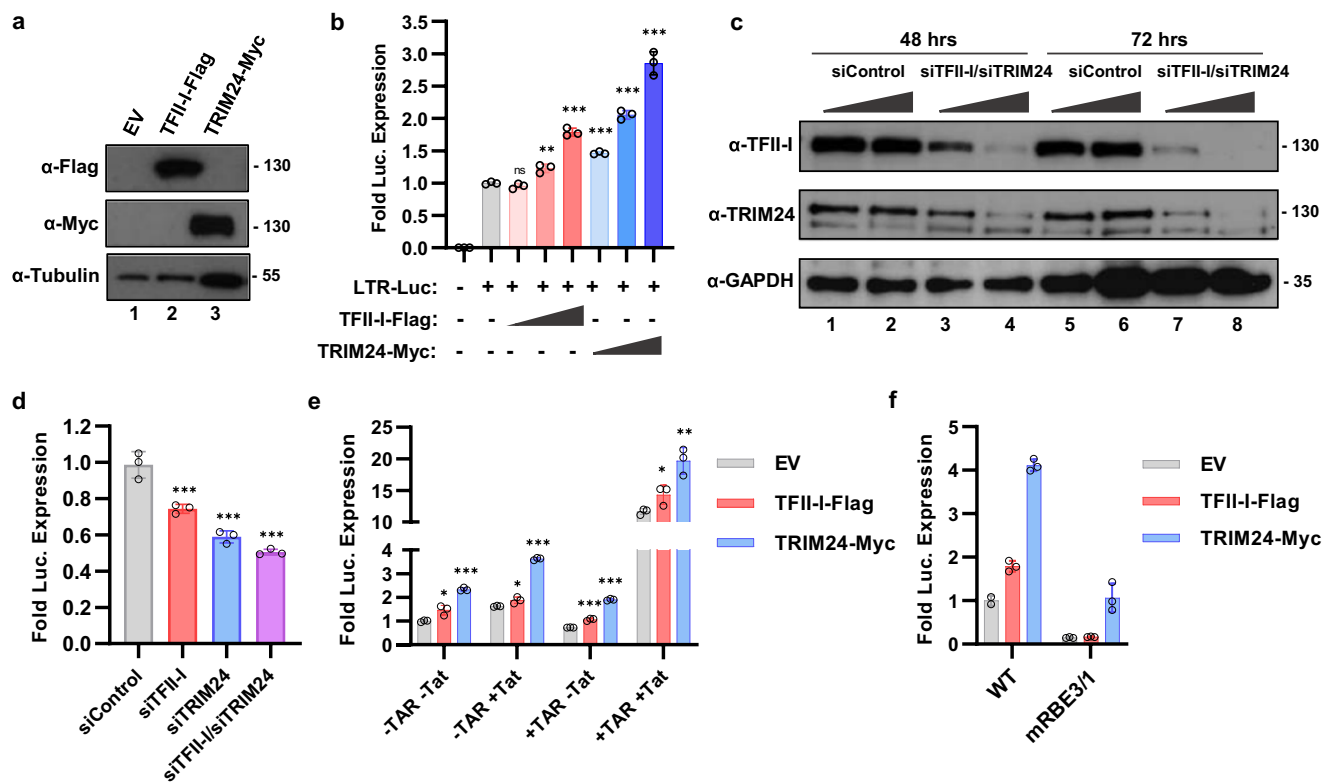 a
EV
TFII-I-Flag
TRIM24-Myc
α-Flag
- 130
α-Myc
- 130
α-Tubulin
- 55
1 2 3
b
Fold Luc. Expression
3.5
3.0
2.5
2.0
1.5
1.0
0.5
0.0
ns
**
***
***
***
***
LTR-Luc: - + + + + + + +
TFII-I-Flag: - - - - -
TRIM24-Myc: - - - - -
c
48 hrs 72 hrs
siControl siTFII-I/siTRIM24 siControl siTFII-I/siTRIM24
α-TFII-I
- 130
α-TRIM24
- 130
α-GAPDH
- 35
1 2 3 4 5 6 7 8
d
Fold Luc. Expression
1.2
1.0
0.8
0.6
0.4
0.2
0.0
***
***
***
siControl
siTFII-I
siTRIM24
siTFII-I/siTRIM24
e
Fold Luc. Expression
25
20
15
10
4
3
2
1
0
*
***
*
***
***
***
*
**
-TAR -Tat
-TAR +Tat
+TAR -Tat
+TAR +Tat
EV
TFII-I-Flag
TRIM24-Myc
f
Fold Luc. Expression
5
4
3
2
1
0
WT
mRBE3/1
EV
TFII-I-Flag
TRIM24-Myc